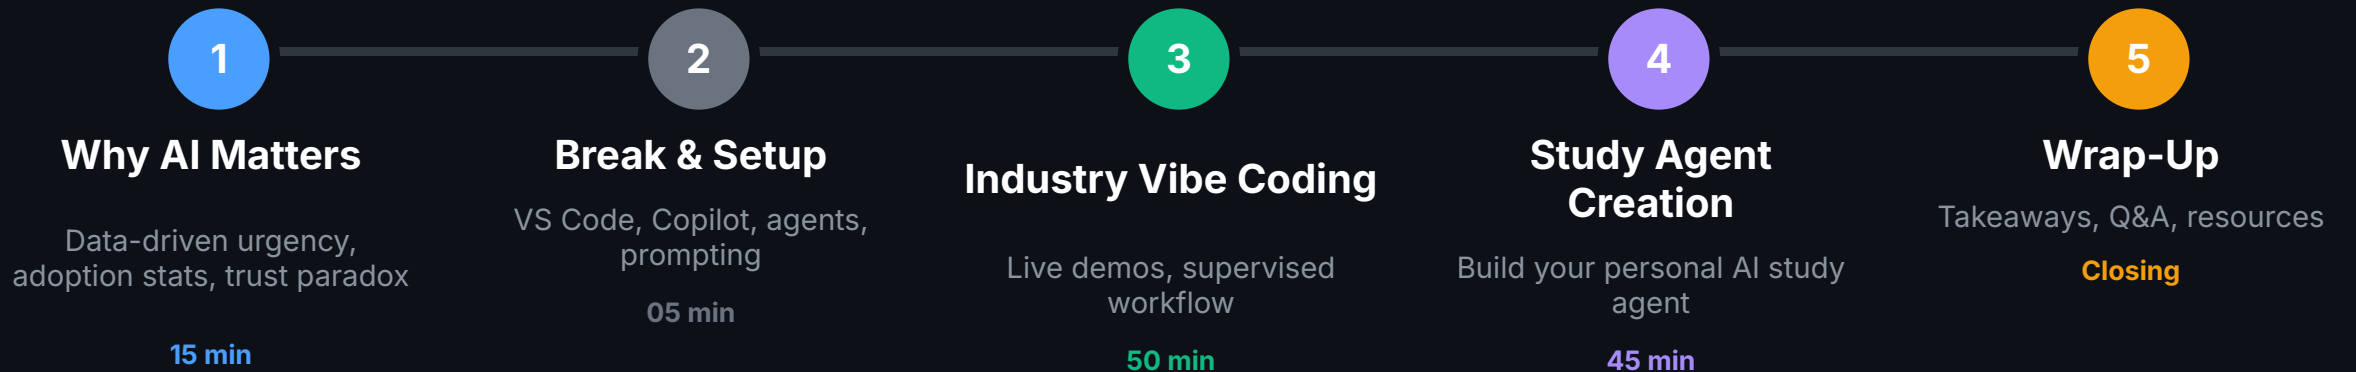 1
2
3
4
5
Why AI Matters
Data-driven urgency,
adoption stats, trust paradox
15 min
Break & Setup
VS Code, Copilot, agents,
prompting
05 min
Industry Vibe Coding
Live demos, supervised
workflow
50 min
Study Agent
Creation
Build your personal AI study
agent
45 min
Wrap-Up
Takeaways, Q&A, resources
Closing